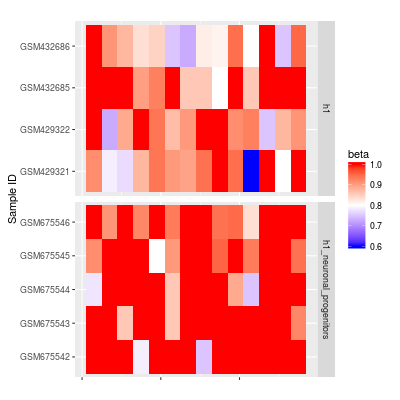 GSM432686
GSM432685
GSM429322
GSM429321
h1
GSM675546
GSM675545
GSM675544
GSM675543
GSM675542
h1_neuronal_progenitors
Sample ID
beta
1.0
0.9
0.8
0.7
0.6